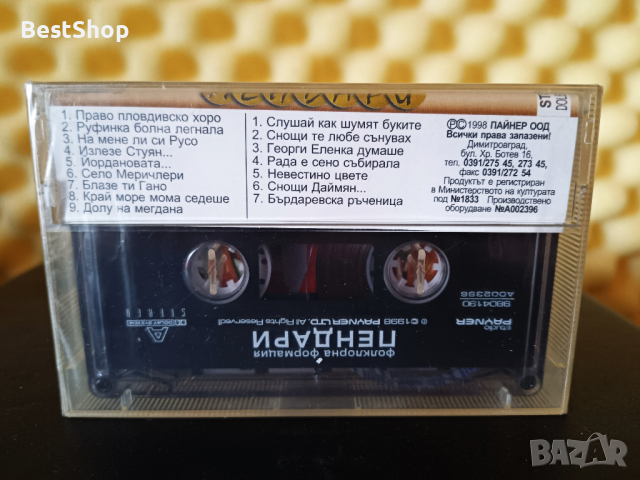 BestShop
1. Право пловдивско хоро
2. Руфинка болна легнала
3. На мене ли си Русо
4. Излезе Стуян...
5. Иордановата...
6. Село Меричлери
7. Блазе ти Гано
8. Край море мома седеше
9. Долу на мегдана
1. Слушай как шумят буките
2. Снощи те любе сънувах
3. Георги Еленка думаше
4. Рада е сено събирала
5. Невестино цвете
6. Снощи Даймян...
7. Бърдаревска ръченица
ⓅⒸ1998 ПАЙНЕР ООД
Всички права запазени!
Димитровград,
бул. Хр. Ботев 16,
тел. 0391/275 45, 273 45,
факс 0391/272 54
Продуктът е регистриран
в Министерството на културата
под №1833 Производствено
оборудване №А002396
ST
DOL
A
STEREO
фолклорна формация
ПЕНДАРИ
©1998 PAYNER LTD. All Rights Reserved!
studio
PAYNER
9804190
A002396
BAZAR